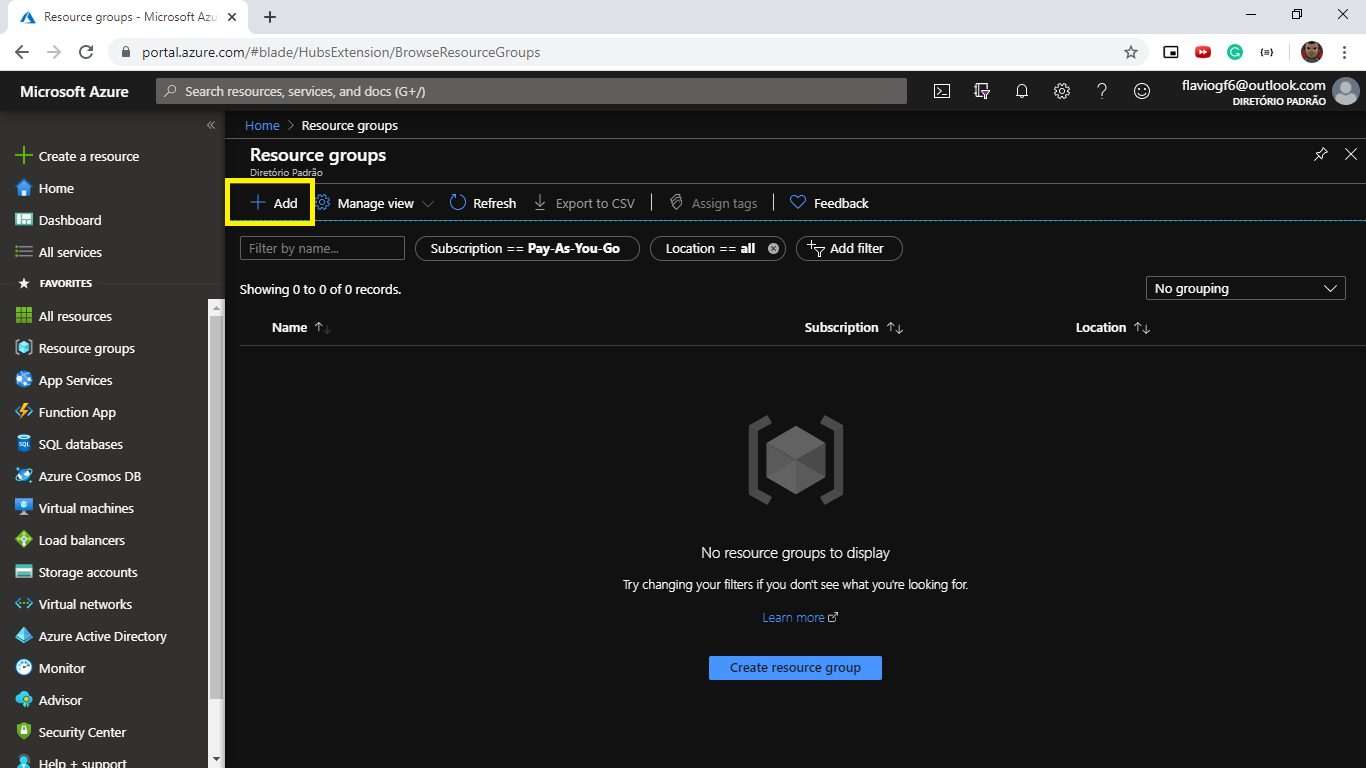 Resource groups - Microsoft Azu
portal.azure.com/#blade/HubsExtension/BrowseResourceGroups
Microsoft Azure
Search resources, services, and docs (G+/)
flaviogf6@outlook.com
DIRETÓRIO PADRÃO
Create a resource
Home
Dashboard
All services
FAVORITES
All resources
Resource groups
App Services
Function App
SQL databases
Azure Cosmos DB
Virtual machines
Load balancers
Storage accounts
Virtual networks
Azure Active Directory
Monitor
Advisor
Security Center
Help + support
Home > Resource groups
Resource groups
Diretório Padrão
Add Manage view Refresh Export to CSV Assign tags Feedback
Filter by name... Subscription == Pay-As-You-Go Location == all Add filter
Showing 0 to 0 of 0 records. No grouping
Name Subscription Location
No resource groups to display
Try changing your filters if you don't see what you're looking for.
Learn more
Create resource group